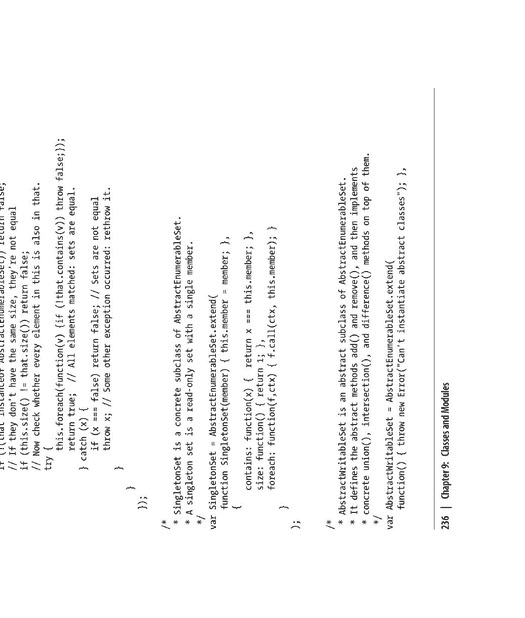 if (!(that instanceof AbstractEnumerableSet)) return false;
// If they don't have the same size, they're not equal
if (this.size() != that.size()) return false;
// Now check whether every element in this is also in that.
try {
this.foreach(function(v) {if (!that.contains(v)) throw false;});
return true;  // All elements matched: sets are equal.
} catch (x) {
if (x === false) return false; // Sets are not equal
throw x; // Some other exception occurred: rethrow it.
}
}
});
/*
* SingletonSet is a concrete subclass of AbstractEnumerableSet.
* A singleton set is a read-only set with a single member.
*/
var SingletonSet = AbstractEnumerableSet.extend(
function SingletonSet(member) { this.member = member; },
{
contains: function(x) {  return x === this.member; },
size: function() { return 1; },
foreach: function(f,ctx) { f.call(ctx, this.member); }
}
);
/*
* AbstractWritableSet is an abstract subclass of AbstractEnumerableSet.
* It defines the abstract methods add() and remove(), and then implements
* concrete union(), intersection(), and difference() methods on top of them.
*/
var AbstractWritableSet = AbstractEnumerableSet.extend(
function() { throw new Error("Can't instantiate abstract classes"); },
236 | Chapter 9: Classes and Modules